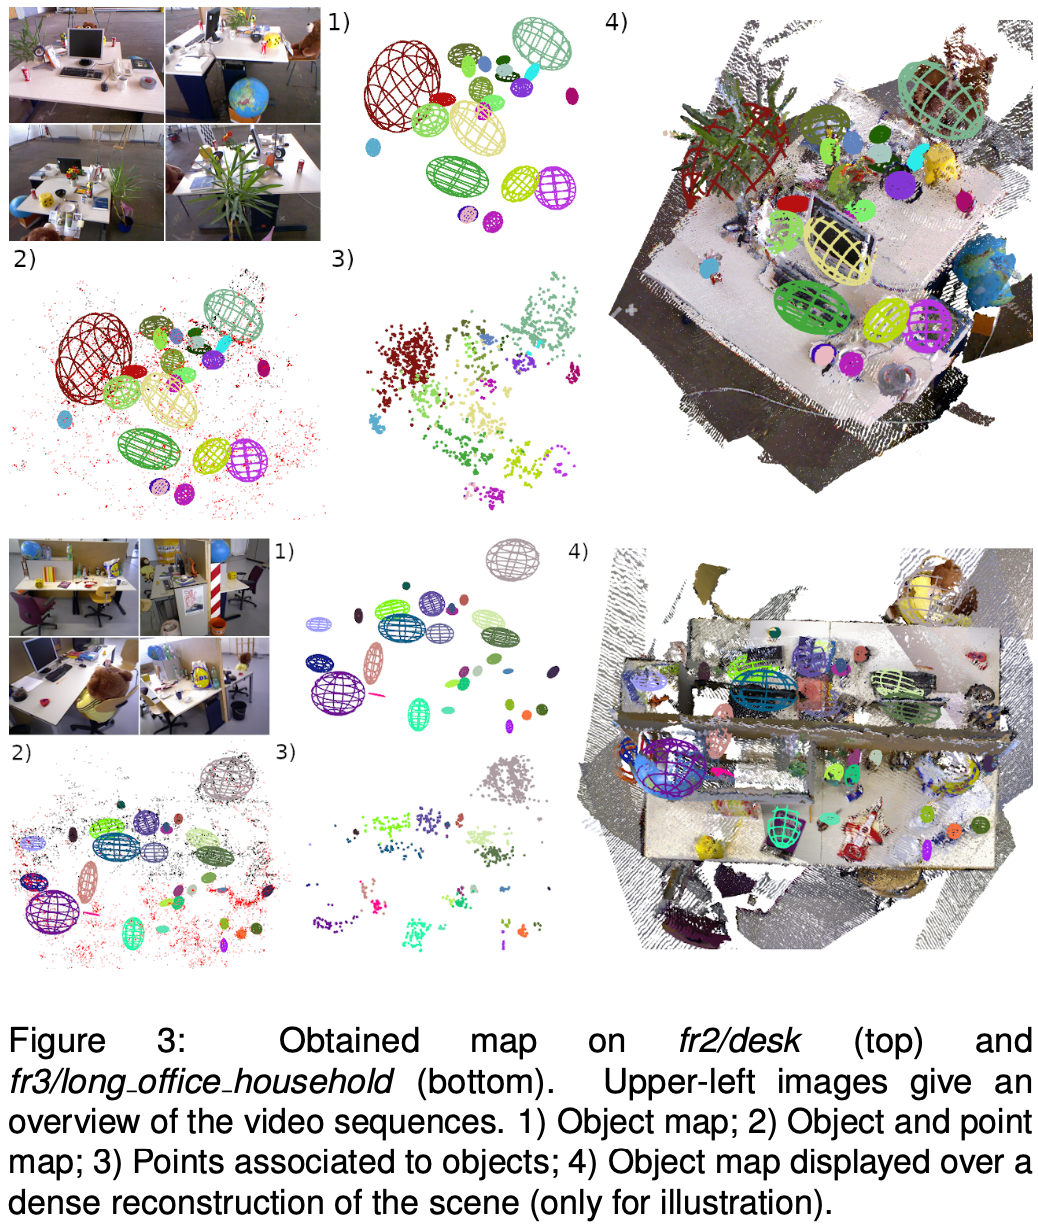 1)
4)
2)
3)
1)
4)
2)
3)
Figure 3: Obtained map on fr2/desk (top) and
fr3/long_office_household (bottom). Upper-left images give an
overview of the video sequences. 1) Object map; 2) Object and point
map; 3) Points associated to objects; 4) Object map displayed over a
dense reconstruction of the scene (only for illustration).